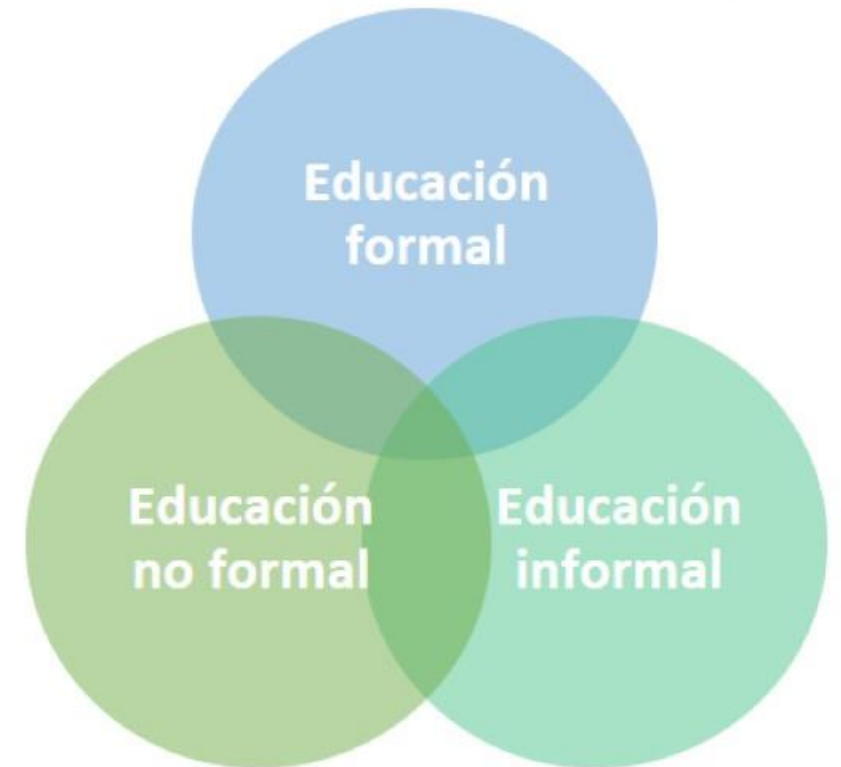 Educación
formal
Educación
no formal
Educación
informal